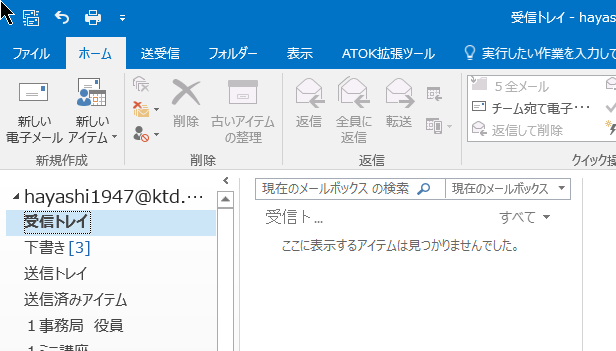 受信トレイ - hayas
ファイル ホーム 送受信 フォルダー 表示 ATOK拡張ツール 実行したい作業を入力
新しい
電子メール
新しい
アイテム
新規作成
削除
古いアイテム
の整理
削除
返信
全員に
返信
転送
返信
５全メール
チーム宛て電子･･･
返信して削除
クイック操
hayashi1947@ktd.…
受信トレイ
下書き [3]
送信トレイ
送信済みアイテム
１事務局 役員
現在のメールボックス の検索 現在のメールボックス
受信ト... すべて
ここに表示するアイテムは見つかりませんでした。